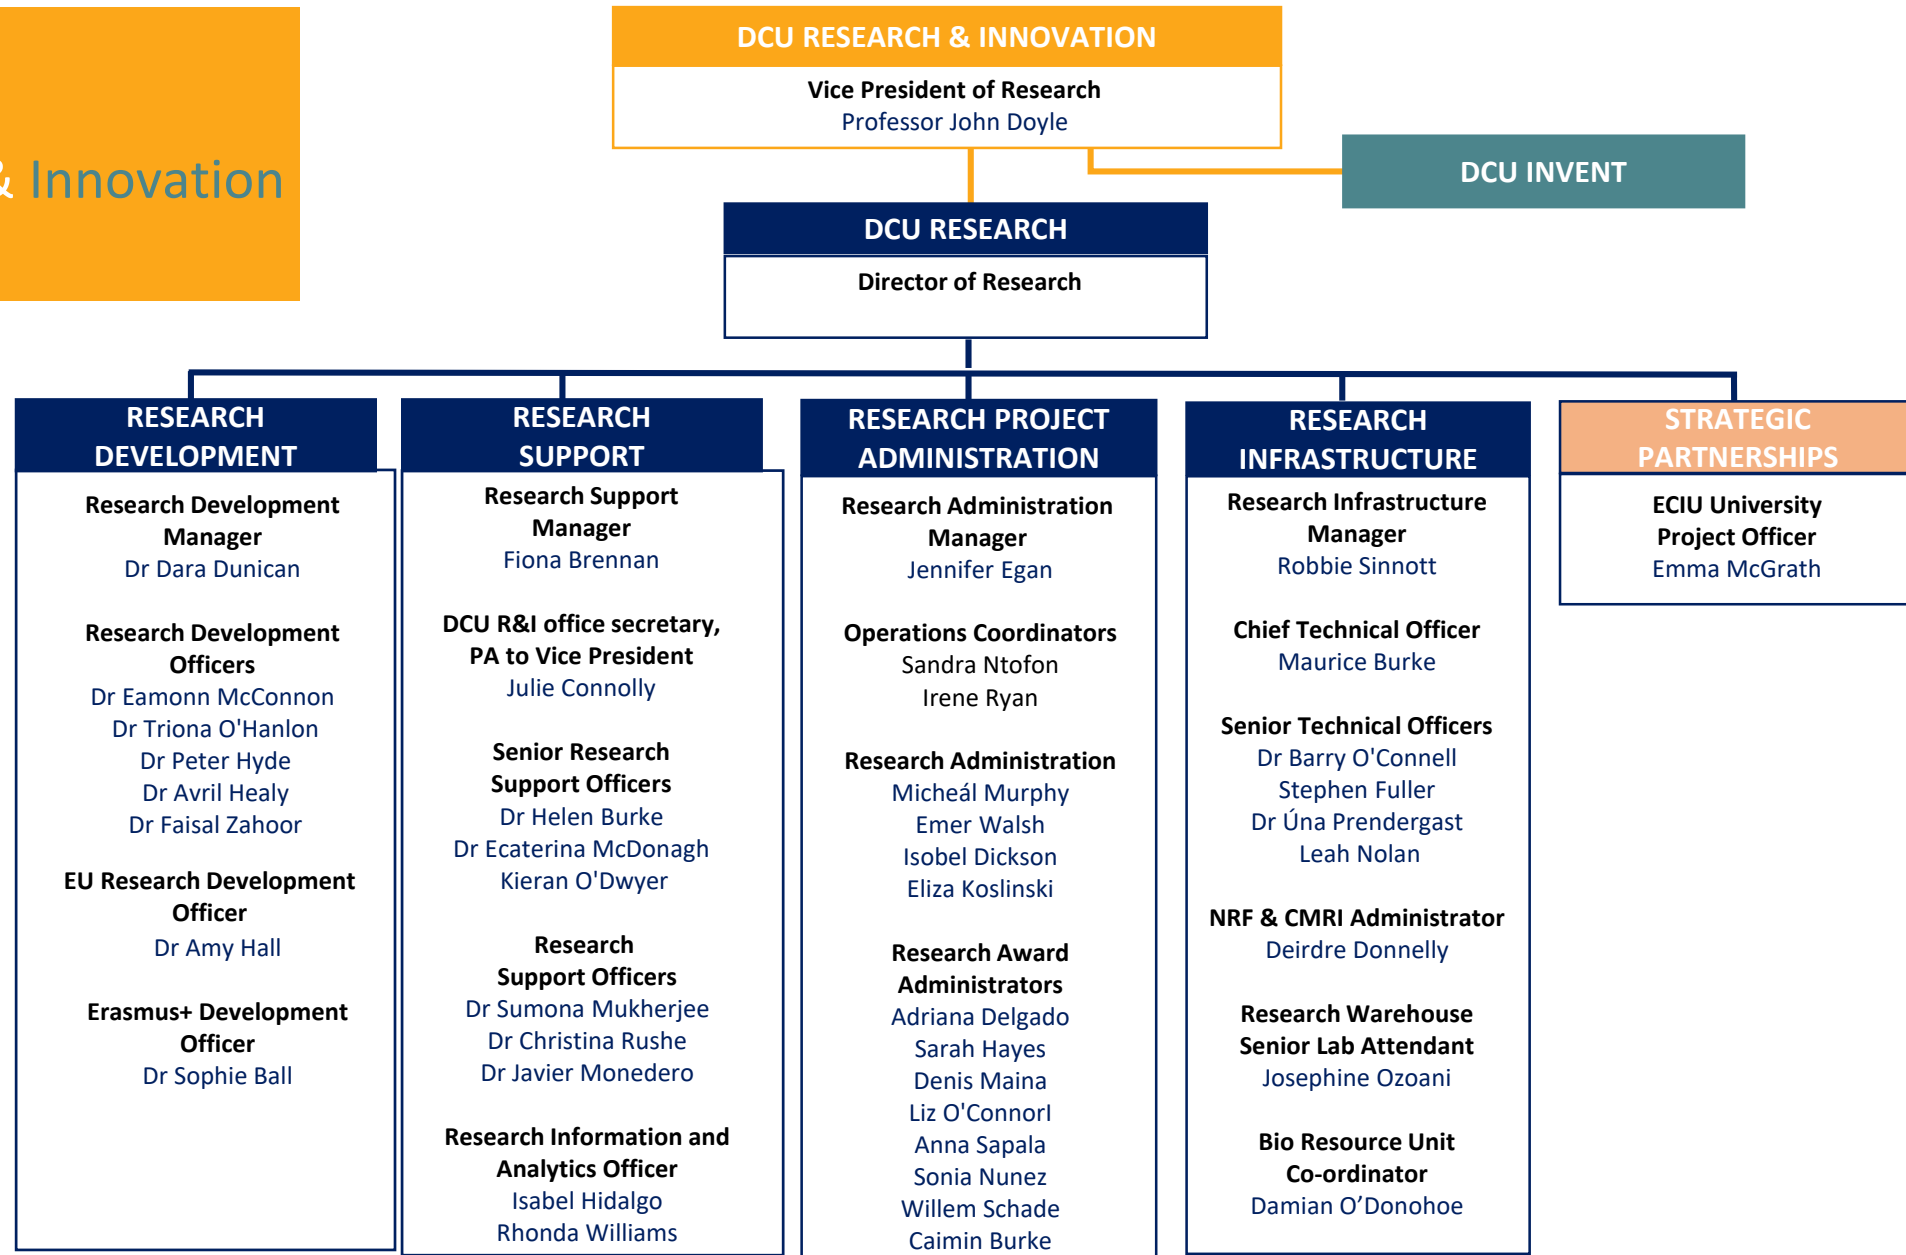 & Innovation
DCU RESEARCH & INNOVATION
Vice President of Research
Professor John Doyle
DCU INVENT
DCU RESEARCH
Director of Research
RESEARCH
DEVELOPMENT
Research Development
Manager
Dr Dara Dunican
Research Development
Officers
Dr Eamonn McConnon
Dr Triona O'Hanlon
Dr Peter Hyde
Dr Avril Healy
Dr Faisal Zahoor
EU Research Development
Officer
Dr Amy Hall
Erasmus+ Development
Officer
Dr Sophie Ball
RESEARCH
SUPPORT
Research Support
Manager
Fiona Brennan
DCU R&I office secretary,
PA to Vice President
Julie Connolly
Senior Research
Support Officers
Dr Helen Burke
Dr Ecaterina McDonagh
Kieran O'Dwyer
Research
Support Officers
Dr Sumona Mukherjee
Dr Christina Rushe
Dr Javier Monedero
Research Information and
Analytics Officer
Isabel Hidalgo
Rhonda Williams
RESEARCH PROJECT
ADMINISTRATION
Research Administration
Manager
Jennifer Egan
Operations Coordinators
Sandra Ntofon
Irene Ryan
Research Administration
Micheál Murphy
Emer Walsh
Isobel Dickson
Eliza Koslinski
Research Award
Administrators
Adriana Delgado
Sarah Hayes
Denis Maina
Liz O'Connorl
Anna Sapala
Sonia Nunez
Willem Schade
Caimin Burke
RESEARCH
INFRASTRUCTURE
Research Infrastructure
Manager
Robbie Sinnott
Chief Technical Officer
Maurice Burke
Senior Technical Officers
Dr Barry O'Connell
Stephen Fuller
Dr Úna Prendergast
Leah Nolan
NRF & CMRI Administrator
Deirdre Donnelly
Research Warehouse
Senior Lab Attendant
Josephine Ozoani
Bio Resource Unit
Co-ordinator
Damian O’Donohoe
STRATEGIC
PARTNERSHIPS
ECIU University
Project Officer
Emma McGrath